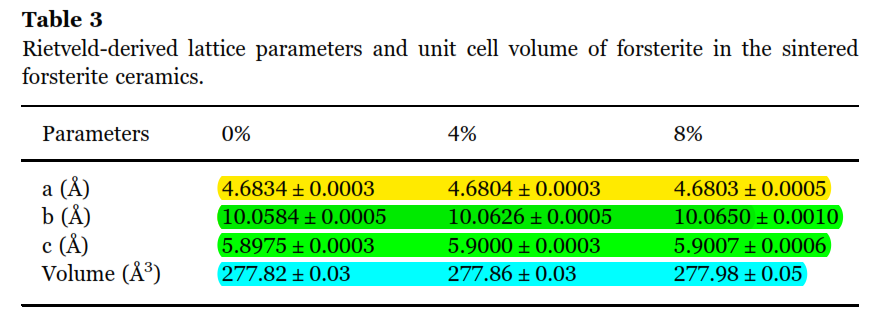 Table 3
Rietveld-derived lattice parameters and unit cell volume of forsterite in the sintered
forsterite ceramics.
Parameters 0% 4% 8%
a (Å) 4.6834 ± 0.0003 4.6804 ± 0.0003 4.6803 ± 0.0005
b (Å) 10.0584 ± 0.0005 10.0626 ± 0.0005 10.0650 ± 0.0010
c (Å) 5.8975 ± 0.0003 5.9000 ± 0.0003 5.9007 ± 0.0006
Volume (Å³) 277.82 ± 0.03 277.86 ± 0.03 277.98 ± 0.05